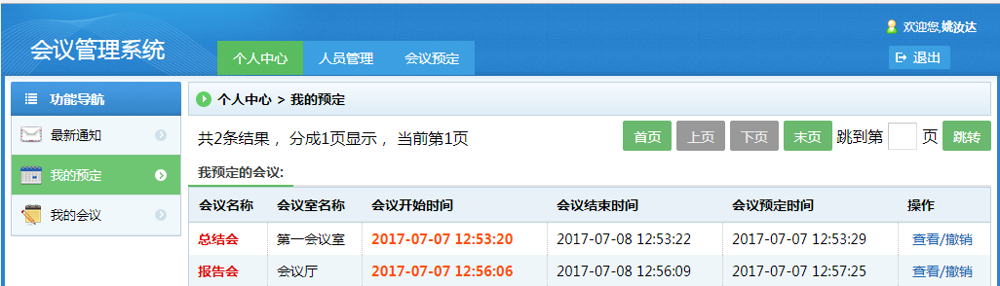 欢迎您,姚汝达
会议管理系统
个人中心 人员管理 会议预定
退出
功能导航
个人中心 > 我的预定
最新通知
共2条结果 ，分成1页显示 ，当前第1页
首页 上页 下页 末页 跳到第 页 跳转
我的预定
我预定的会议:
会议名称 会议室名称 会议开始时间 会议结束时间 会议预定时间 操作
我的会议
总结会 第一会议室 2017-07-07 12:53:20 2017-07-08 12:53:22 2017-07-07 12:53:29 查看/撤销
报告会 会议厅 2017-07-07 12:56:06 2017-07-08 12:56:09 2017-07-07 12:57:25 查看/撤销